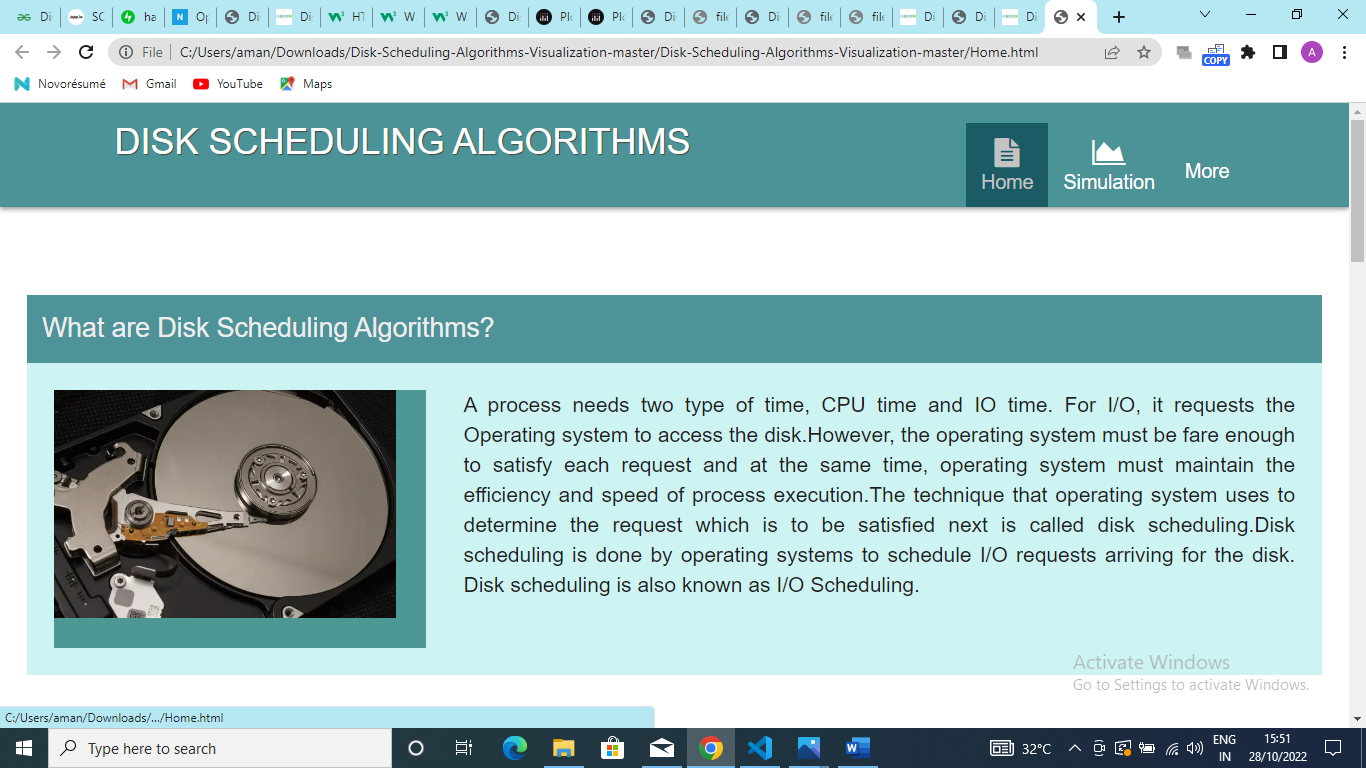 Di
SC
ha
Op
Di
Di
HT
W
W
Di
Plo
Plo
Di
file
Di
file
file
Di
Di
Di
File
C:/Users/aman/Downloads/Disk-Scheduling-Algorithms-Visualization-master/Disk-Scheduling-Algorithms-Visualization-master/Home.html
COPY
A
Novorésumé
Gmail
YouTube
Maps
DISK SCHEDULING ALGORITHMS
Home
Simulation
More
What are Disk Scheduling Algorithms?
A process needs two type of time, CPU time and IO time. For I/O, it requests the
Operating system to access the disk.However, the operating system must be fare enough
to satisfy each request and at the same time, operating system must maintain the
efficiency and speed of process execution.The technique that operating system uses to
determine the request which is to be satisfied next is called disk scheduling.Disk
scheduling is done by operating systems to schedule I/O requests arriving for the disk.
Disk scheduling is also known as I/O Scheduling.
Activate Windows
Go to Settings to activate Windows.
C:/Users/aman/Downloads/.../Home.html
Type here to search
32°C
ENG
IN
15:51
28/10/2022